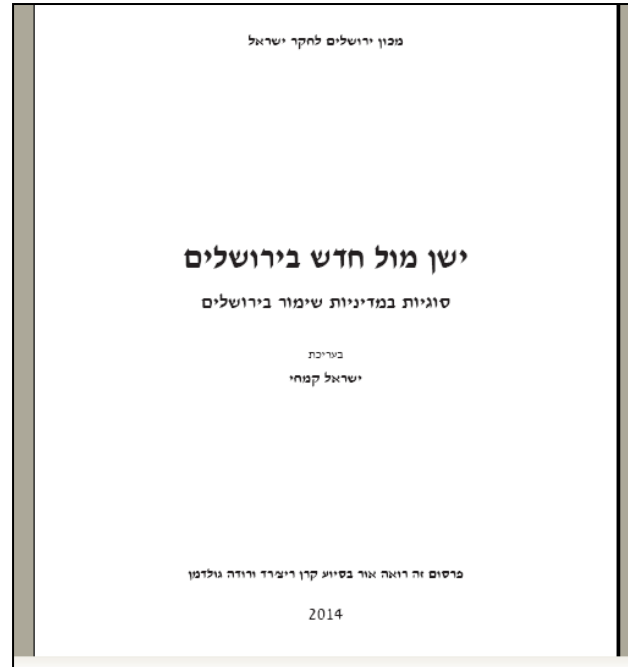 מכון ירושלים לחקר ישראל
ישן מול חדש בירושלים
סוגיות במדיניות שימור בירושלים
בעריכת
ישראל קמחי
פרסום זה רואה אור בסיוע קרן ריצ'רד ורודה גולדמן
2014